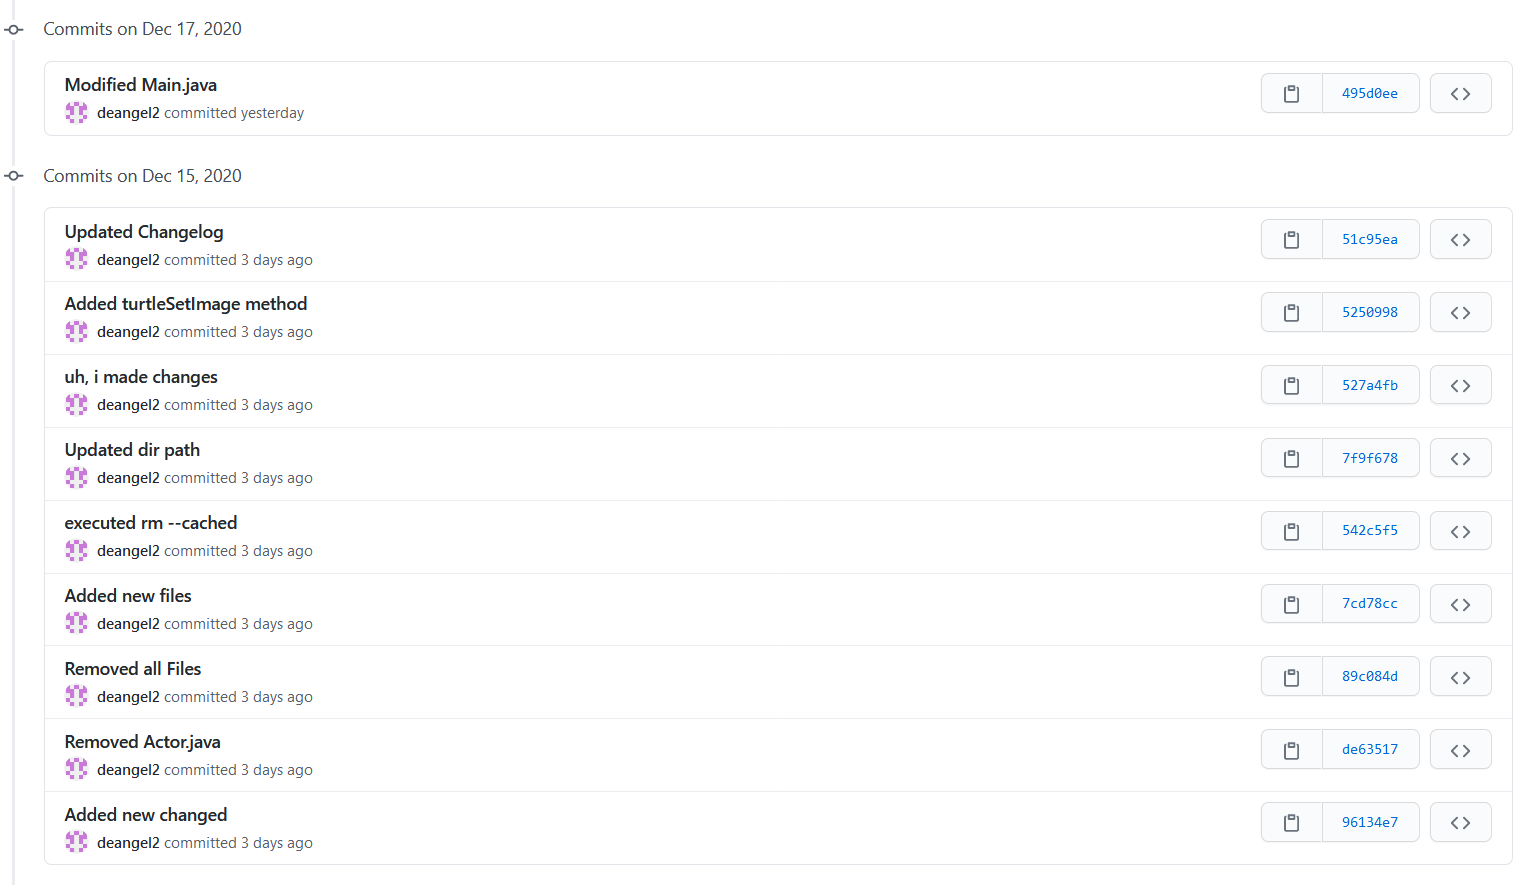 Commits on Dec 17, 2020
Modified Main.java
495d0ee
deangel2 committed yesterday
Commits on Dec 15, 2020
Updated Changelog
51c95ea
deangel2 committed 3 days ago
Added turtleSetImage method
5250998
deangel2 committed 3 days ago
uh, i made changes
527a4fb
deangel2 committed 3 days ago
Updated dir path
7f9f678
deangel2 committed 3 days ago
executed rm --cached
542c5f5
deangel2 committed 3 days ago
Added new files
7cd78cc
deangel2 committed 3 days ago
Removed all Files
89c084d
deangel2 committed 3 days ago
Removed Actor.java
de63517
deangel2 committed 3 days ago
Added new changed
96134e7
deangel2 committed 3 days ago